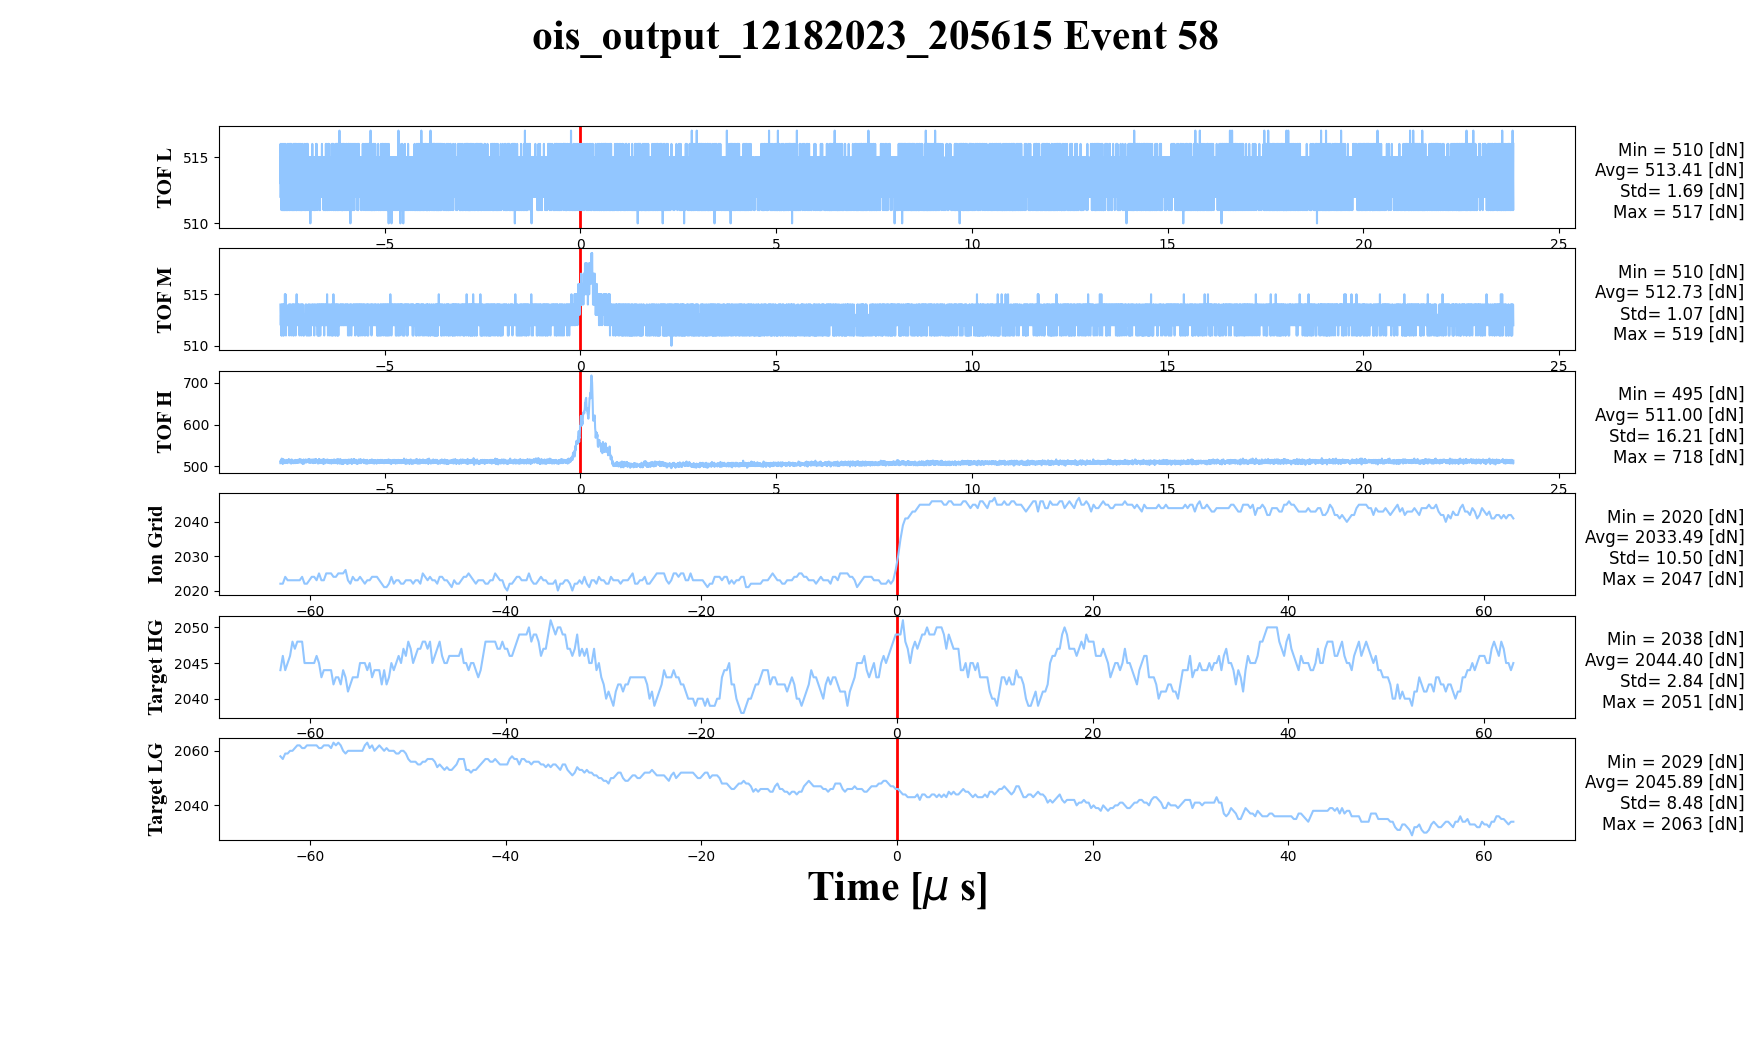 ois_output_12182023_205615 Event 58
TOF L
515
510
−5 0 5 10 15 20 25
Min = 510 [dN]
Avg= 513.41 [dN]
Std= 1.69 [dN]
Max = 517 [dN]
TOF M
515
510
−5 0 5 10 15 20 25
Min = 510 [dN]
Avg= 512.73 [dN]
Std= 1.07 [dN]
Max = 519 [dN]
TOF H
700
600
500
−5 0 5 10 15 20 25
Min = 495 [dN]
Avg= 511.00 [dN]
Std= 16.21 [dN]
Max = 718 [dN]
Ion Grid
2040
2030
2020
−60 −40 −20 0 20 40 60
Min = 2020 [dN]
Avg= 2033.49 [dN]
Std= 10.50 [dN]
Max = 2047 [dN]
Target HG
2050
2045
2040
−60 −40 −20 0 20 40 60
Min = 2038 [dN]
Avg= 2044.40 [dN]
Std= 2.84 [dN]
Max = 2051 [dN]
Target LG
2060
2040
−60 −40 −20 0 20 40 60
Min = 2029 [dN]
Avg= 2045.89 [dN]
Std= 8.48 [dN]
Max = 2063 [dN]
Time [μ s]